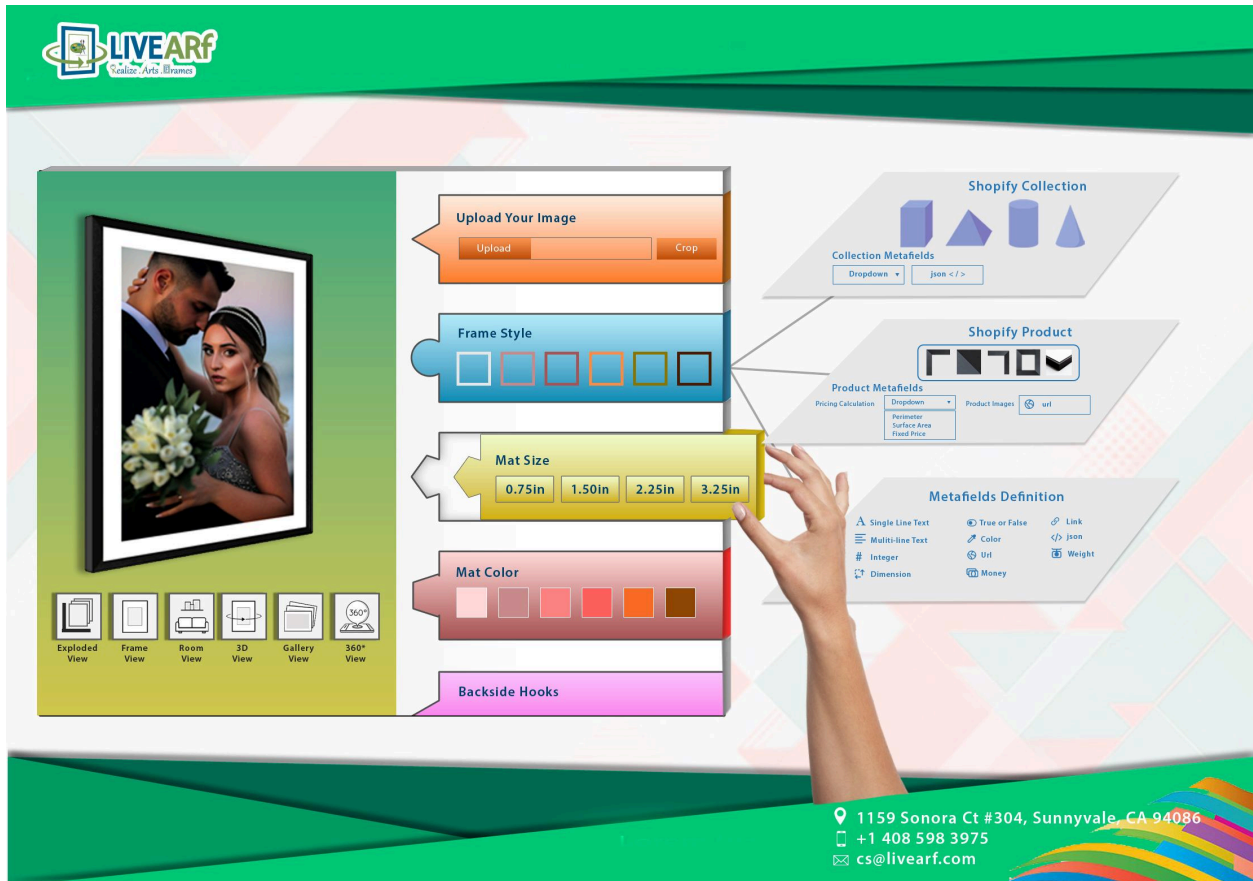 LIVEARf
Realize . Arts . Frames
Upload Your Image
Upload
Crop
Frame Style
Mat Size
0.75in 1.50in 2.25in 3.25in
Mat Color
Backside Hooks
360°
Exploded View
Frame View
Room View
3D View
Gallery View
360° View
Shopify Collection
Collection Metafields
Dropdown
json < / >
Shopify Product
Product Metafields
Pricing Calculation
Dropdown
Perimeter
Surface Area
Fixed Price
Product Images
url
Metafields Definition
A Single Line Text
Muliti-line Text
# Integer
Dimension
True or False
Color
Url
Money
Link
</> json
Weight
1159 Sonora Ct #304, Sunnyvale, CA 94086
+1 408 598 3975
cs@livearf.com